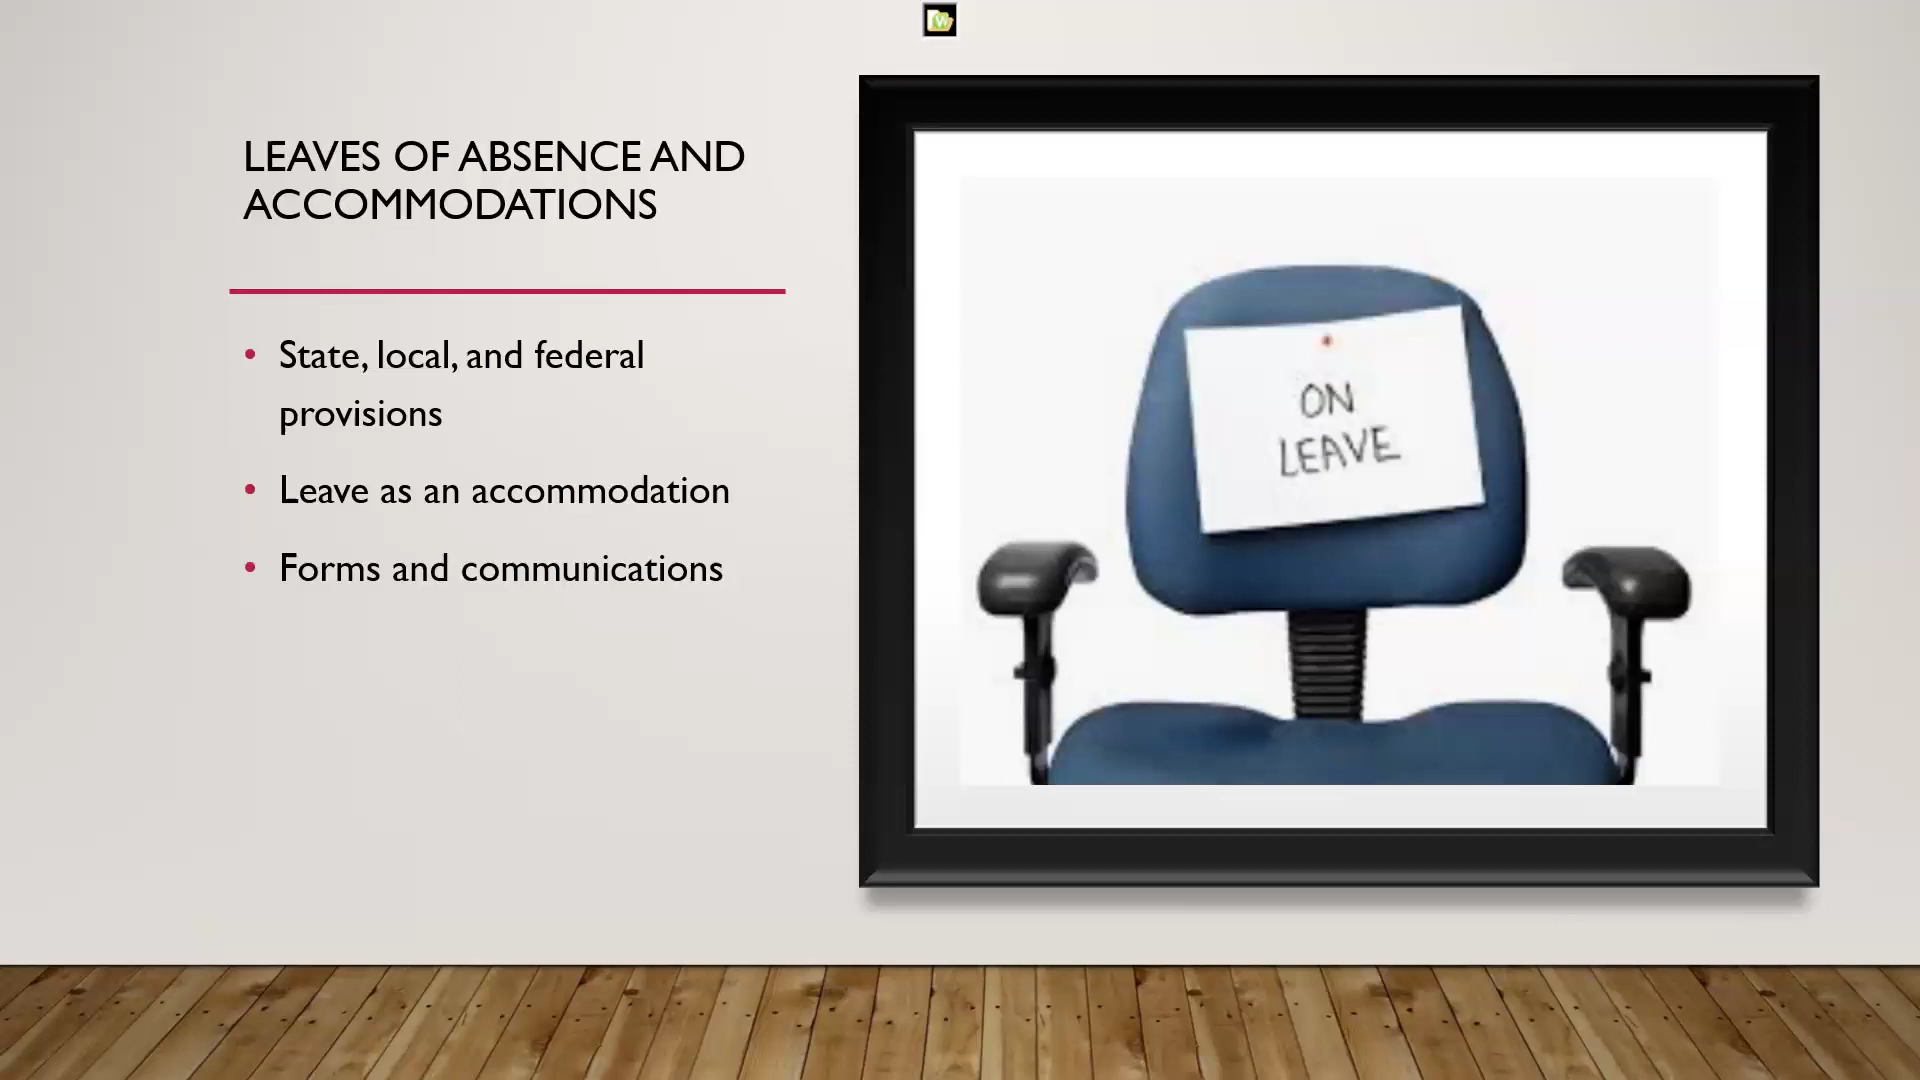 LEAVES OF ABSENCE AND
ACCOMMODATIONS
• State, local, and federal
provisions
• Leave as an accommodation
• Forms and communications
ON
LEAVE